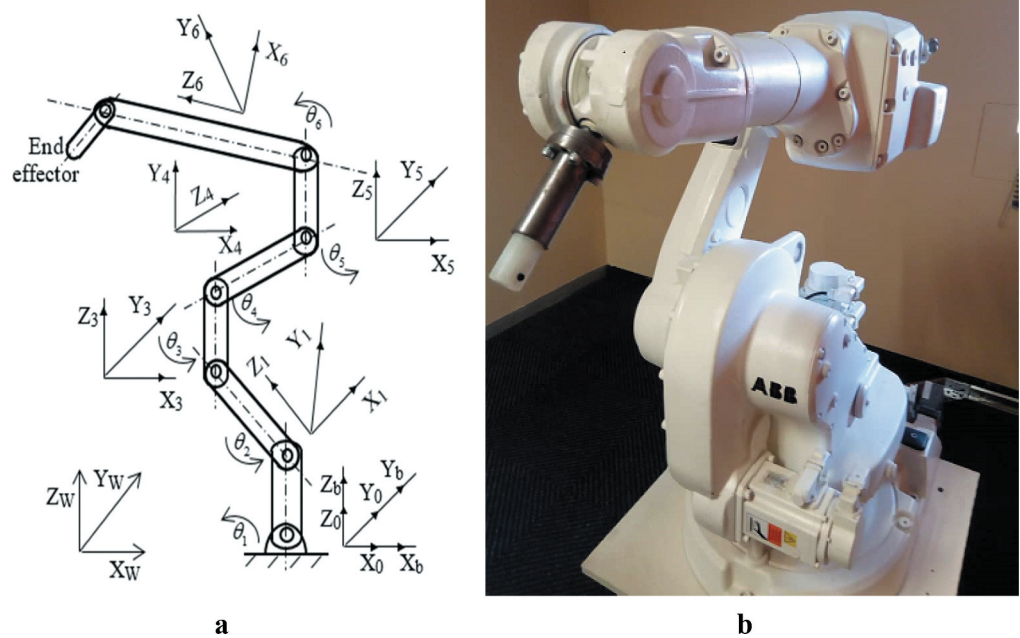 Y6
X6
Z6
θ6
End
effector
Y4
Z4
X4
Z5
Y5
X5
θ5
Z3
Y3
X3
θ4
θ3
Y1
Z1
X1
θ2
ZW
YW
XW
Zb
Yb
Z0
Y0
θ1
X0
Xb
ABB
a
b